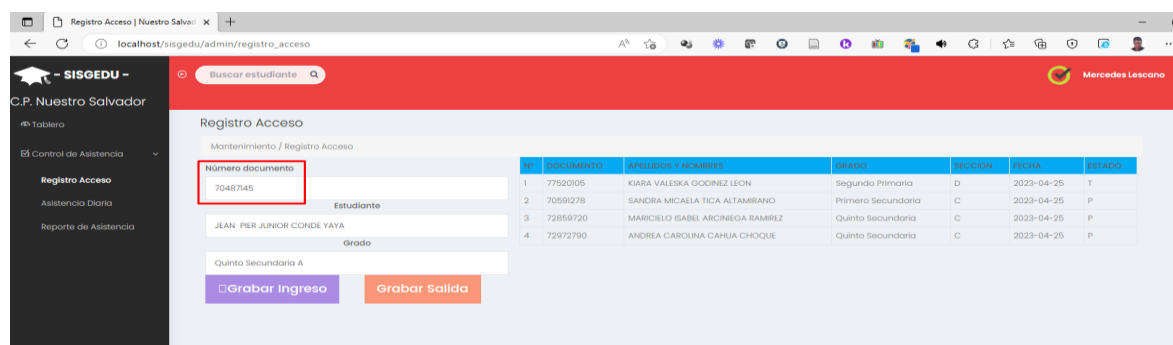 Registro Acceso | Nuestro Salvad
localhost/sisgedu/admin/registro_acceso
- SISGEDU -
Buscar estudiante
Mercedes Lescano
C.P. Nuestro Salvador
Tablero
Control de Asistencia
Registro Acceso
Asistencia Diaria
Reporte de Asistencia
Registro Acceso
Mantenimiento / Registro Acceso
Número documento
70487145
Estudiante
JEAN PIER JUNIOR CONDE YAYA
Grado
Quinto Secundaria A
Grabar Ingreso Grabar Salida
N° DOCUMENTO APELLIDOS Y NOMBRES GRADO SECCION FECHA ESTADO
1 77520105 KIARA VALESKA GODINEZ LEON Segundo Primaria D 2023-04-25 T
2 70591278 SANDRA MICAELA TICA ALTAMIRANO Primero Secundaria C 2023-04-25 P
3 72859720 MARICIELO ISABEL ARCINIEGA RAMIREZ Quinto Secundaria C 2023-04-25 P
4 72972790 ANDREA CAROLINA CAHUA CHOQUE Quinto Secundaria C 2023-04-25 P